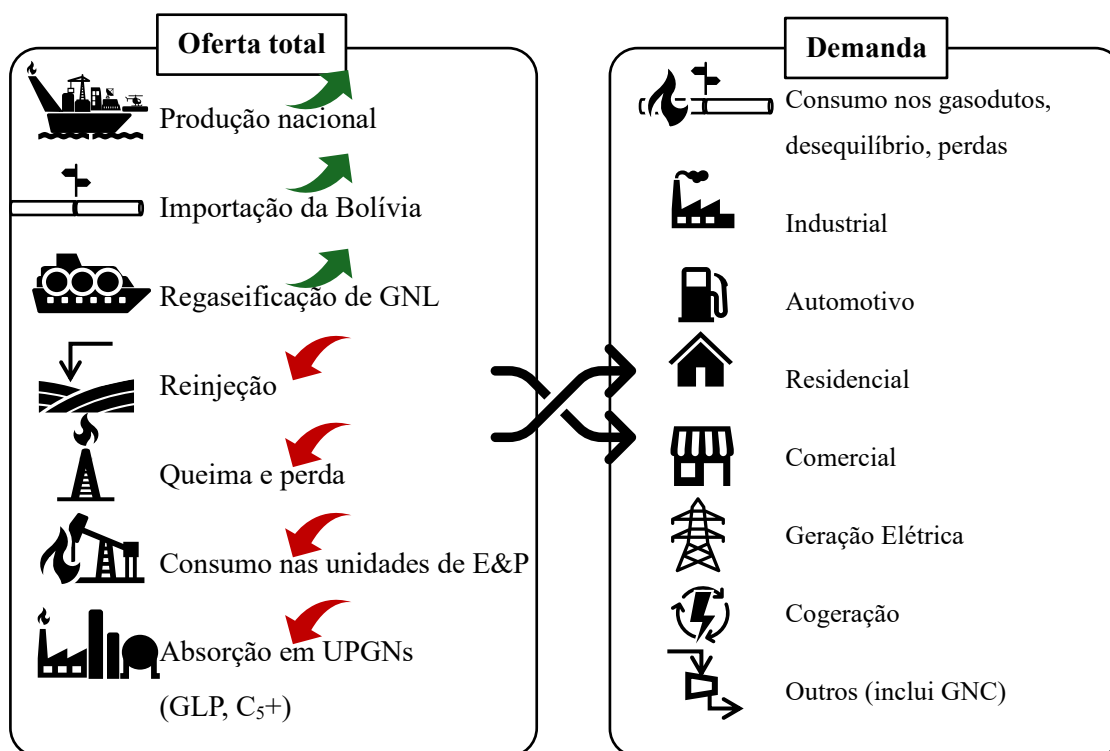 Oferta total
Produção nacional
Importação da Bolívia
Regaseificação de GNL
Reinjeção
Queima e perda
Consumo nas unidades de E&P
Absorção em UPGNs
(GLP, C₅+)
Demanda
Consumo nos gasodutos,
desequilíbrio, perdas
Industrial
Automotivo
Residencial
Comercial
Geração Elétrica
Cogeração
Outros (inclui GNC)